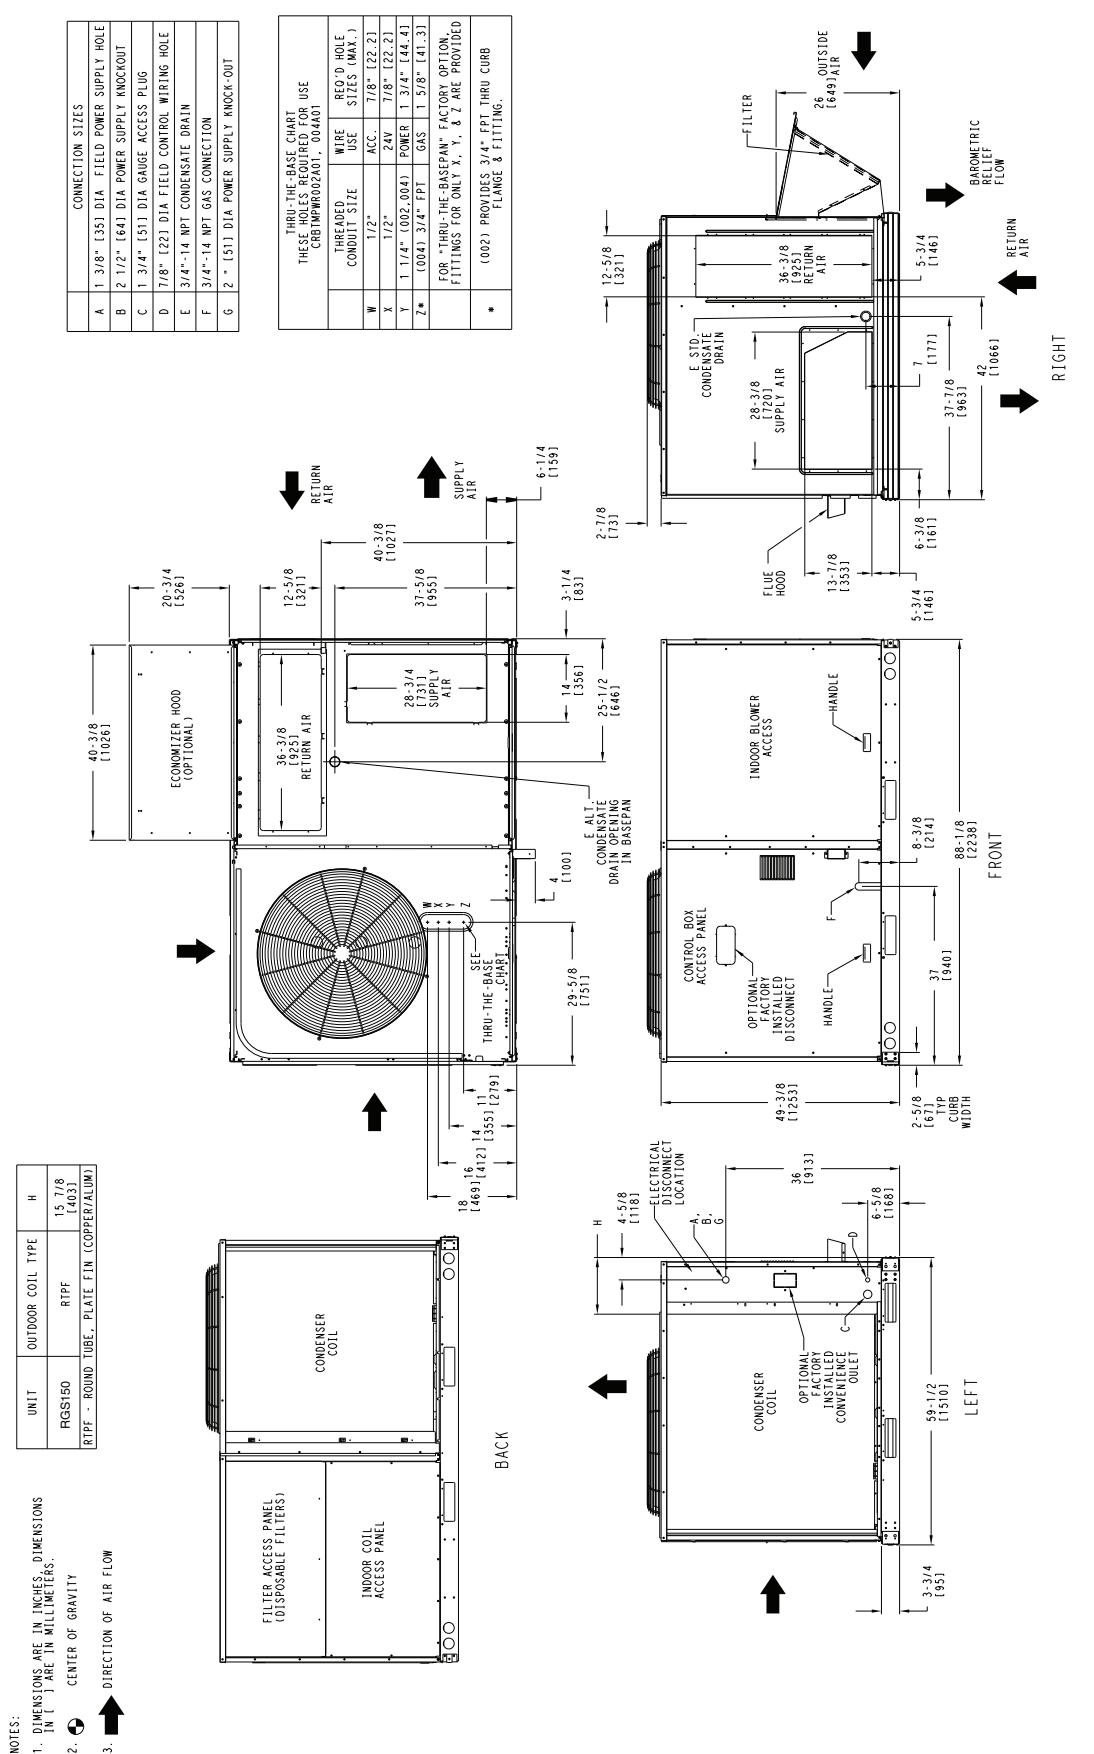 NOTES:
1. DIMENSIONS ARE IN INCHES, DIMENSIONS
IN [ ] ARE IN MILLIMETERS.
2. CENTER OF GRAVITY
3. DIRECTION OF AIR FLOW
UNIT OUTDOOR COIL TYPE H
RGS150 RTPF 15 7/8
[403]
RTPF - ROUND TUBE, PLATE FIN (COPPER/ALUM)
CONNECTION SIZES
A 1 3/8" [35] DIA FIELD POWER SUPPLY HOLE
B 2 1/2" [64] DIA POWER SUPPLY KNOCKOUT
C 1 3/4" [51] DIA GAUGE ACCESS PLUG
D 7/8" [22] DIA FIELD CONTROL WIRING HOLE
E 3/4"-14 NPT CONDENSATE DRAIN
F 3/4"-14 NPT GAS CONNECTION
G 2 " [51] DIA POWER SUPPLY KNOCK-OUT
THRU-THE-BASE CHART
THESE HOLES REQUIRED FOR USE
CRBTMPWR002A01, 004A01
THREADED
CONDUIT SIZE
WIRE
USE
REQ'D HOLE
SIZES (MAX.)
W 1/2" ACC. 7/8" [22.2]
X 1/2" 24V 7/8" [22.2]
Y 1 1/4" (002,004) POWER 1 3/4" [44.4]
Z* (004) 3/4" FPT GAS 1 5/8" [41.3]
FOR "THRU-THE-BASEPAN" FACTORY OPTION,
FITTINGS FOR ONLY X, Y, & Z ARE PROVIDED
* (002) PROVIDES 3/4" FPT THRU CURB
FLANGE & FITTING.
FILTER ACCESS PANEL
(DISPOSABLE FILTERS)
INDOOR COIL
ACCESS PANEL
CONDENSER
COIL
BACK
40-3/8
[1026]
20-3/4
[526]
ECONOMIZER HOOD
(OPTIONAL)
12-5/8
[321]
36-3/8
[925]
RETURN AIR
40-3/8
[1027]
37-5/8
[955]
28-3/4
[731]
SUPPLY
AIR
RETURN
AIR
SUPPLY
AIR
6-1/4
[159]
3-1/4
[83]
14
[356]
25-1/2
[646]
E ALT.
CONDENSATE
DRAIN OPENING
IN BASEPAN
4
[100]
W
X
Y
Z
SEE
THRU-THE-BASE
CHART
29-5/8
[751]
11
[279]
14
[355]
16
[412]
18
[469]
CONDENSER
COIL
OPTIONAL
FACTORY
INSTALLED
CONVENIENCE
OULET
ELECTRICAL
DISCONNECT
LOCATION
A,
B,
G
H
4-5/8
[118]
36
[913]
6-5/8
[168]
D
C
59-1/2
[1510]
3-3/4
[95]
LEFT
CONTROL BOX
ACCESS PANEL
OPTIONAL
FACTORY
INSTALLED
DISCONNECT
HANDLE
F
INDOOR BLOWER
ACCESS
HANDLE
49-3/8
[1253]
2-5/8
[67]
TYP
CURB
WIDTH
37
[940]
8-3/8
[214]
88-1/8
[2238]
FRONT
2-7/8
[73]
FLUE
HOOD
13-7/8
[353]
5-3/4
[146]
6-3/8
[161]
E STD.
CONDENSATE
DRAIN
28-3/8
[720]
SUPPLY AIR
12-5/8
[321]
36-3/8
[925]
RETURN
AIR
FILTER
26
[649]
OUTSIDE
AIR
BAROMETRIC
RELIEF
FLOW
RETURN
AIR
5-3/4
[146]
7
[177]
37-7/8
[963]
42
[1066]
RIGHT